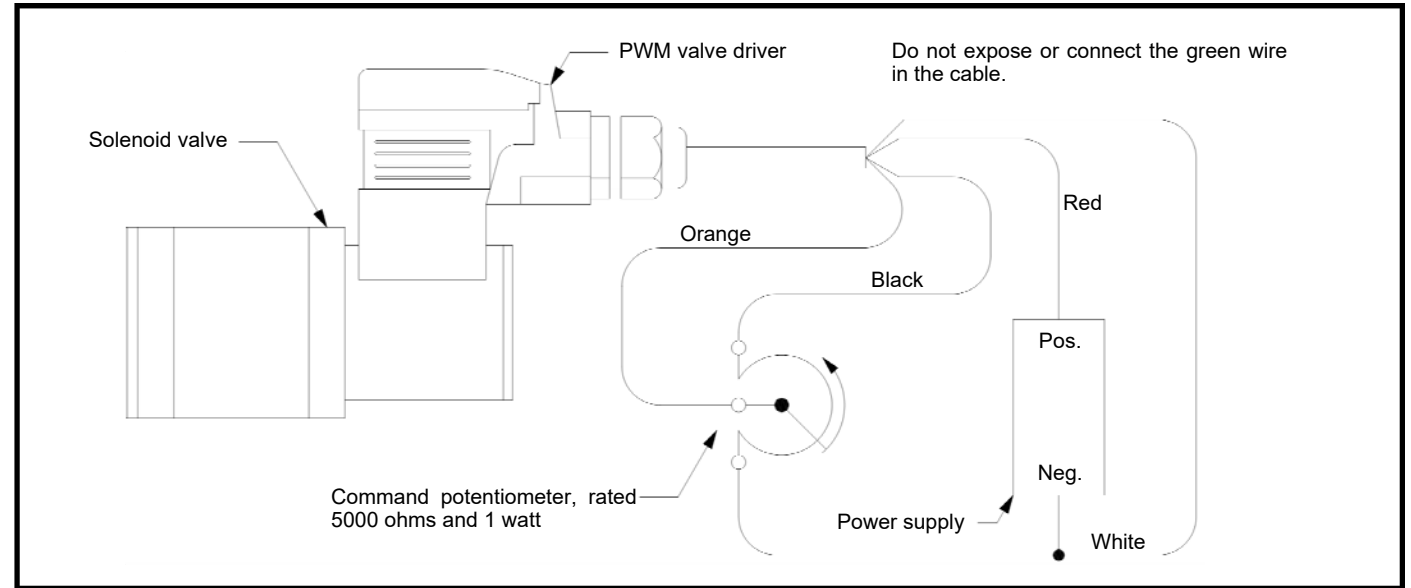 PWM valve driver
Do not expose or connect the green wire
in the cable.
Solenoid valve
Red
Orange
Black
Pos.
Neg.
Command potentiometer, rated
5000 ohms and 1 watt
Power supply
White